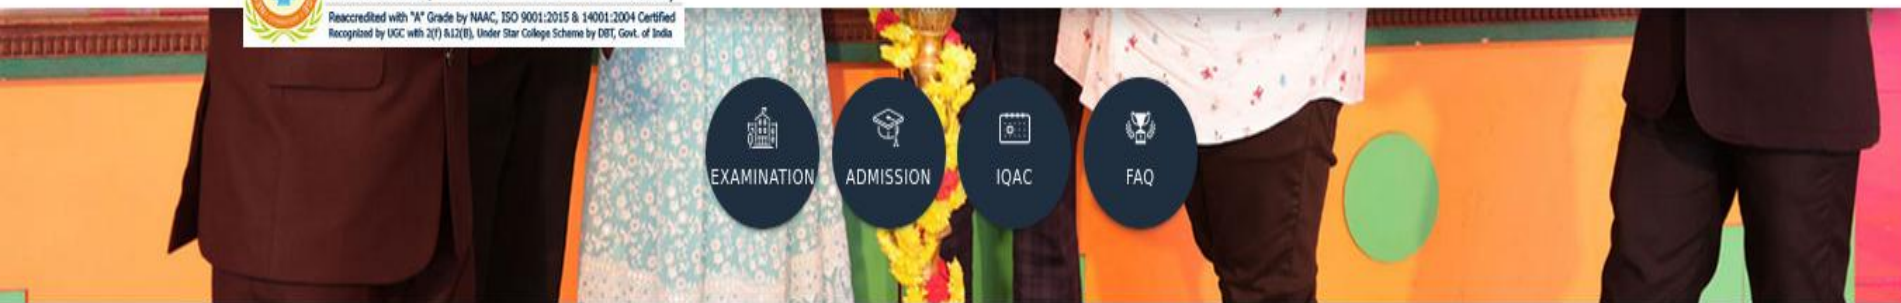 Reaccredited with "A" Grade by NAAC, ISO 9001:2015 & 14001:2004 Certified
Recognized by UGC with 2(f) &12(B), Under Star College Scheme by DBT, Govt. of India
EXAMINATION
ADMISSION
IQAC
FAQ